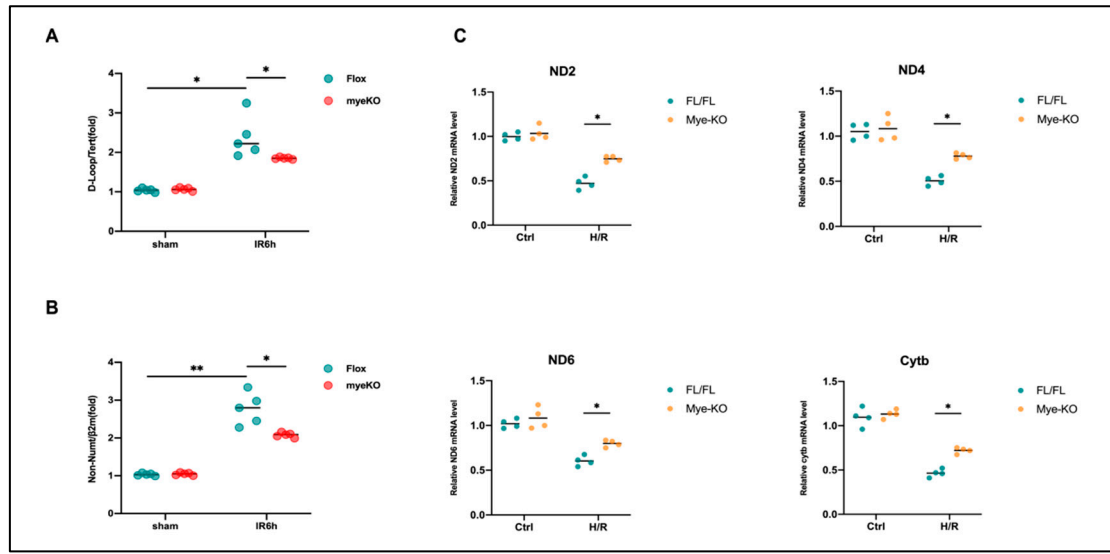 A
D-Loop/Tert(fold)
4
3
2
1
0
*
*
sham
IR6h
Flox
myeKO
B
Non-Numt/β2m(fold)
4
3
2
1
0
**
*
sham
IR6h
Flox
myeKO
C
ND2
Relative ND2 mRNA level
1.5
1.0
0.5
0.0
*
Ctrl
H/R
FL/FL
Mye-KO
ND4
Relative ND4 mRNA level
1.5
1.0
0.5
0.0
*
Ctrl
H/R
FL/FL
Mye-KO
ND6
Relative ND6 mRNA level
1.5
1.0
0.5
0.0
*
Ctrl
H/R
FL/FL
Mye-KO
Cytb
Relative cytb mRNA level
1.5
1.0
0.5
0.0
*
Ctrl
H/R
FL/FL
Mye-KO